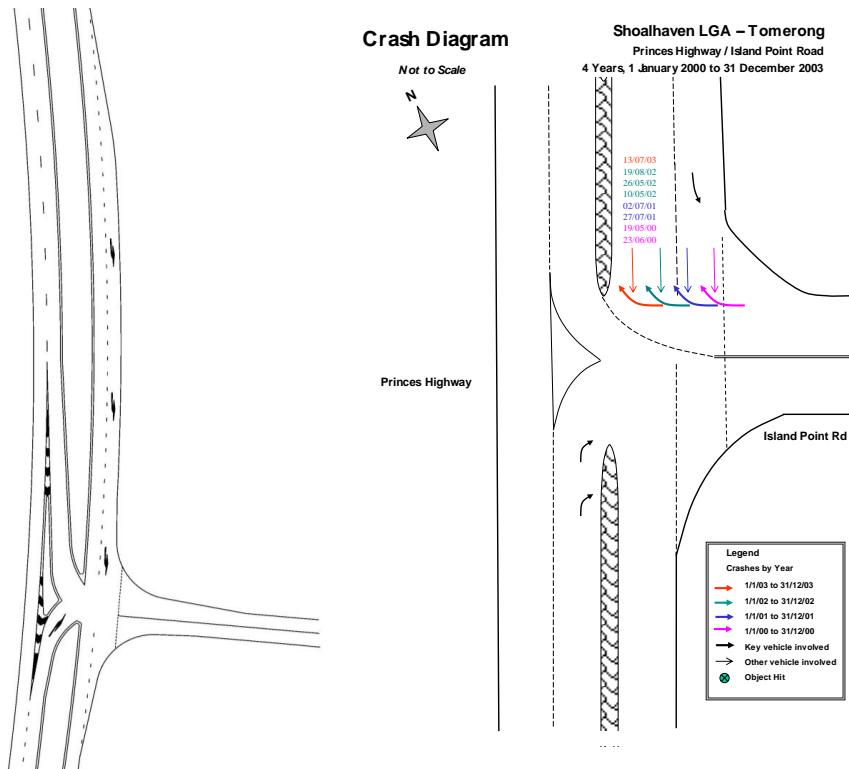 Crash Diagram
Not to Scale
N
Shoalhaven LGA – Tomerong
Princes Highway / Island Point Road
4 Years, 1 January 2000 to 31 December 2003
13/07/03
19/08/02
26/05/02
10/05/02
02/07/01
27/07/01
19/05/00
23/06/00
Princes Highway
Island Point Rd
Legend
Crashes by Year
1/1/03 to 31/12/03
1/1/02 to 31/12/02
1/1/01 to 31/12/01
1/1/00 to 31/12/00
Key vehicle involved
Other vehicle involved
Object Hit